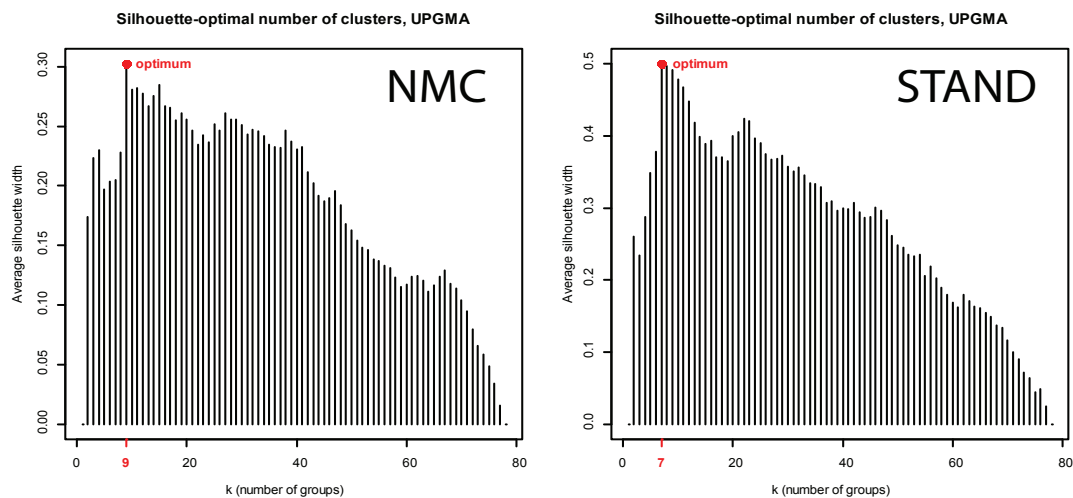 Silhouette-optimal number of clusters, UPGMA
NMC
optimum
Average silhouette width
0.30
0.25
0.20
0.15
0.10
0.05
0.00
0 9 20 40 60 80
k (number of groups)
Silhouette-optimal number of clusters, UPGMA
STAND
optimum
Average silhouette width
0.5
0.4
0.3
0.2
0.1
0.0
0 7 20 40 60 80
k (number of groups)